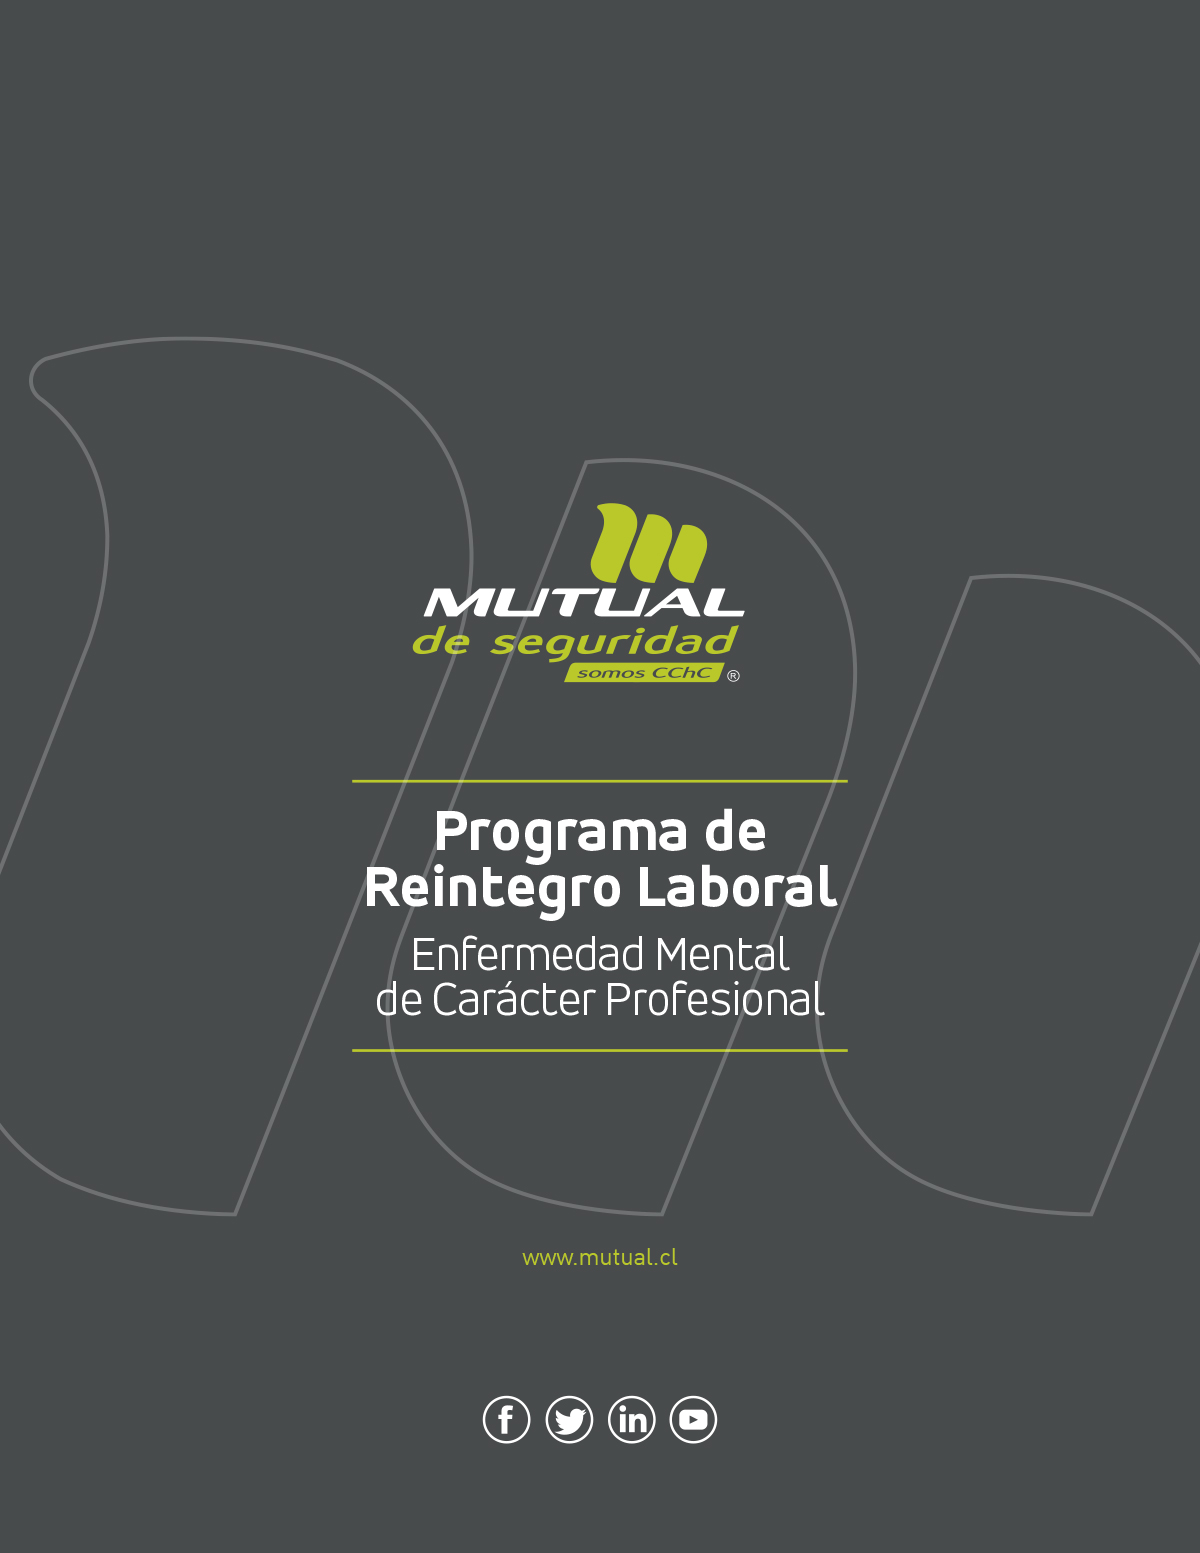 MUTUAL
de seguridad
somos CChC ®
Programa de
Reintegro Laboral
Enfermedad Mental
de Carácter Profesional
www.mutual.cl